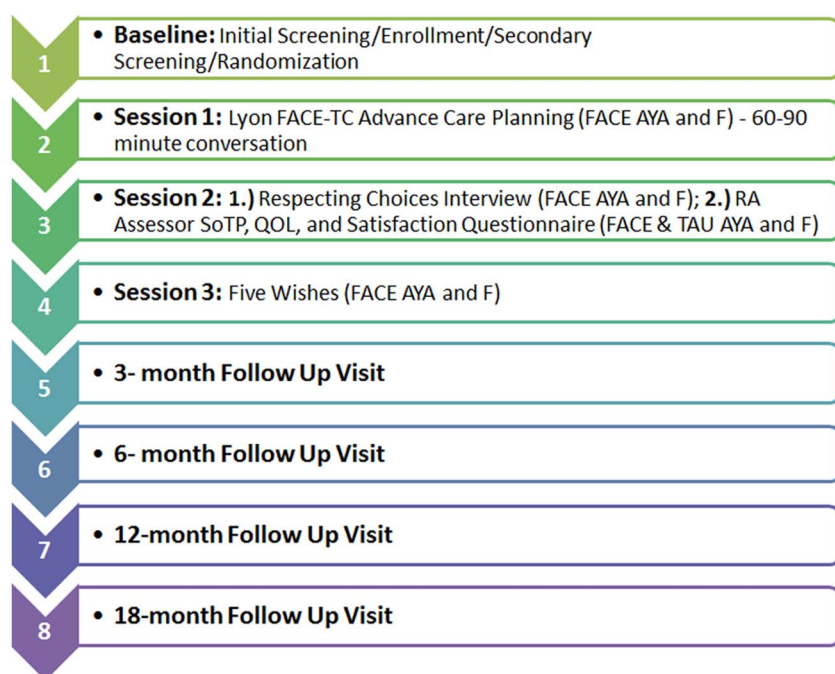 1
• Baseline: Initial Screening/Enrollment/Secondary
Screening/Randomization
2
• Session 1: Lyon FACE-TC Advance Care Planning (FACE AYA and F) - 60-90
minute conversation
3
• Session 2: 1.) Respecting Choices Interview (FACE AYA and F); 2.) RA
Assessor SoTP, QOL, and Satisfaction Questionnaire (FACE & TAU AYA and F)
4
• Session 3: Five Wishes (FACE AYA and F)
5
• 3- month Follow Up Visit
6
• 6- month Follow Up Visit
7
• 12-month Follow Up Visit
8
• 18-month Follow Up Visit